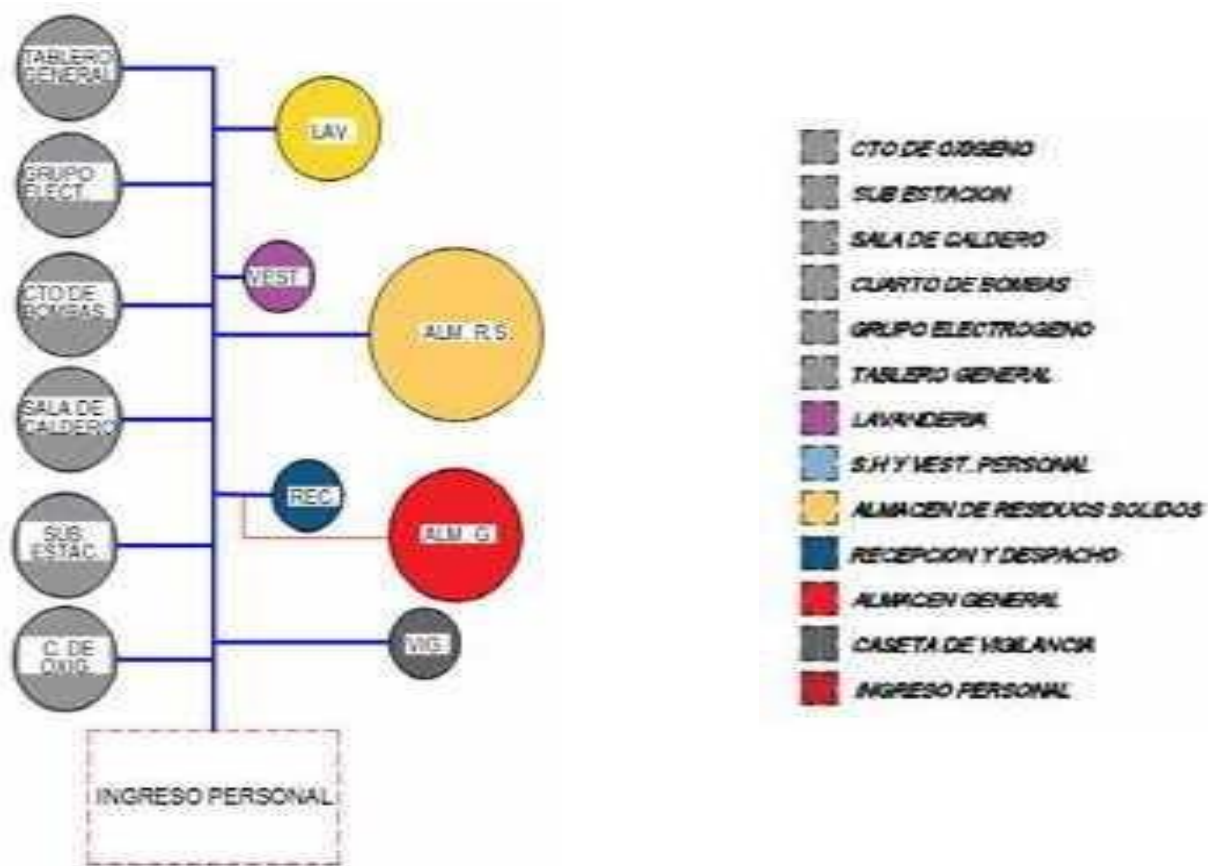 TABLERO
GENERAL
LAV.
GRUPO
ELECT.
VEST.
CTO DE
BOMBAS
ALM. R.S.
SALA DE
CALDERO
REC.
ALM. G.
SUB.
ESTAC.
C. DE
OXIG.
VIG.
INGRESO PERSONAL
CTO DE OXIGENO
SUB ESTACION
SALA DE CALDERO
CUARTO DE BOMBAS
GRUPO ELECTROGENO
TABLERO GENERAL
LAVANDERIA
S.H Y VEST. PERSONAL
ALMACEN DE RESIDUOS SOLIDOS
RECEPCION Y DESPACHO
ALMACEN GENERAL
CASETA DE VIGILANCIA
INGRESO PERSONAL